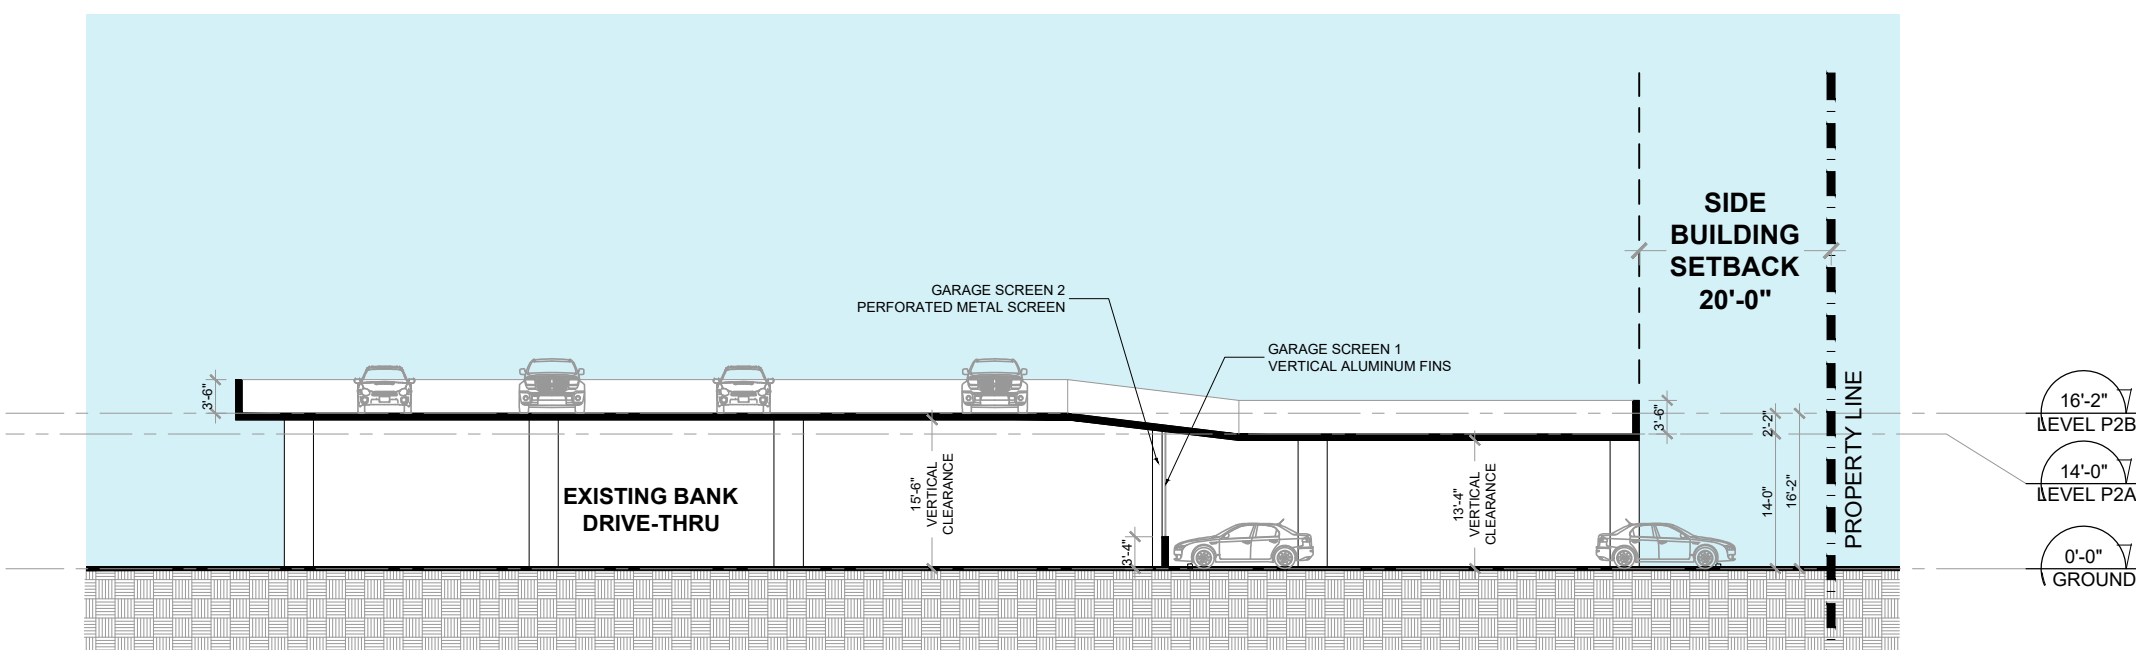 SIDE
BUILDING
SETBACK
20'-0"
GARAGE SCREEN 2
PERFORATED METAL SCREEN
GARAGE SCREEN 1
VERTICAL ALUMINUM FINS
3'-6"
EXISTING BANK
DRIVE-THRU
15'-6"
VERTICAL
CLEARANCE
3'-4"
13'-4"
VERTICAL
CLEARANCE
3'-6"
2'-2"
14'-0"
16'-2"
PROPERTY LINE
16'-2"
LEVEL P2B
14'-0"
LEVEL P2A
0'-0"
GROUND